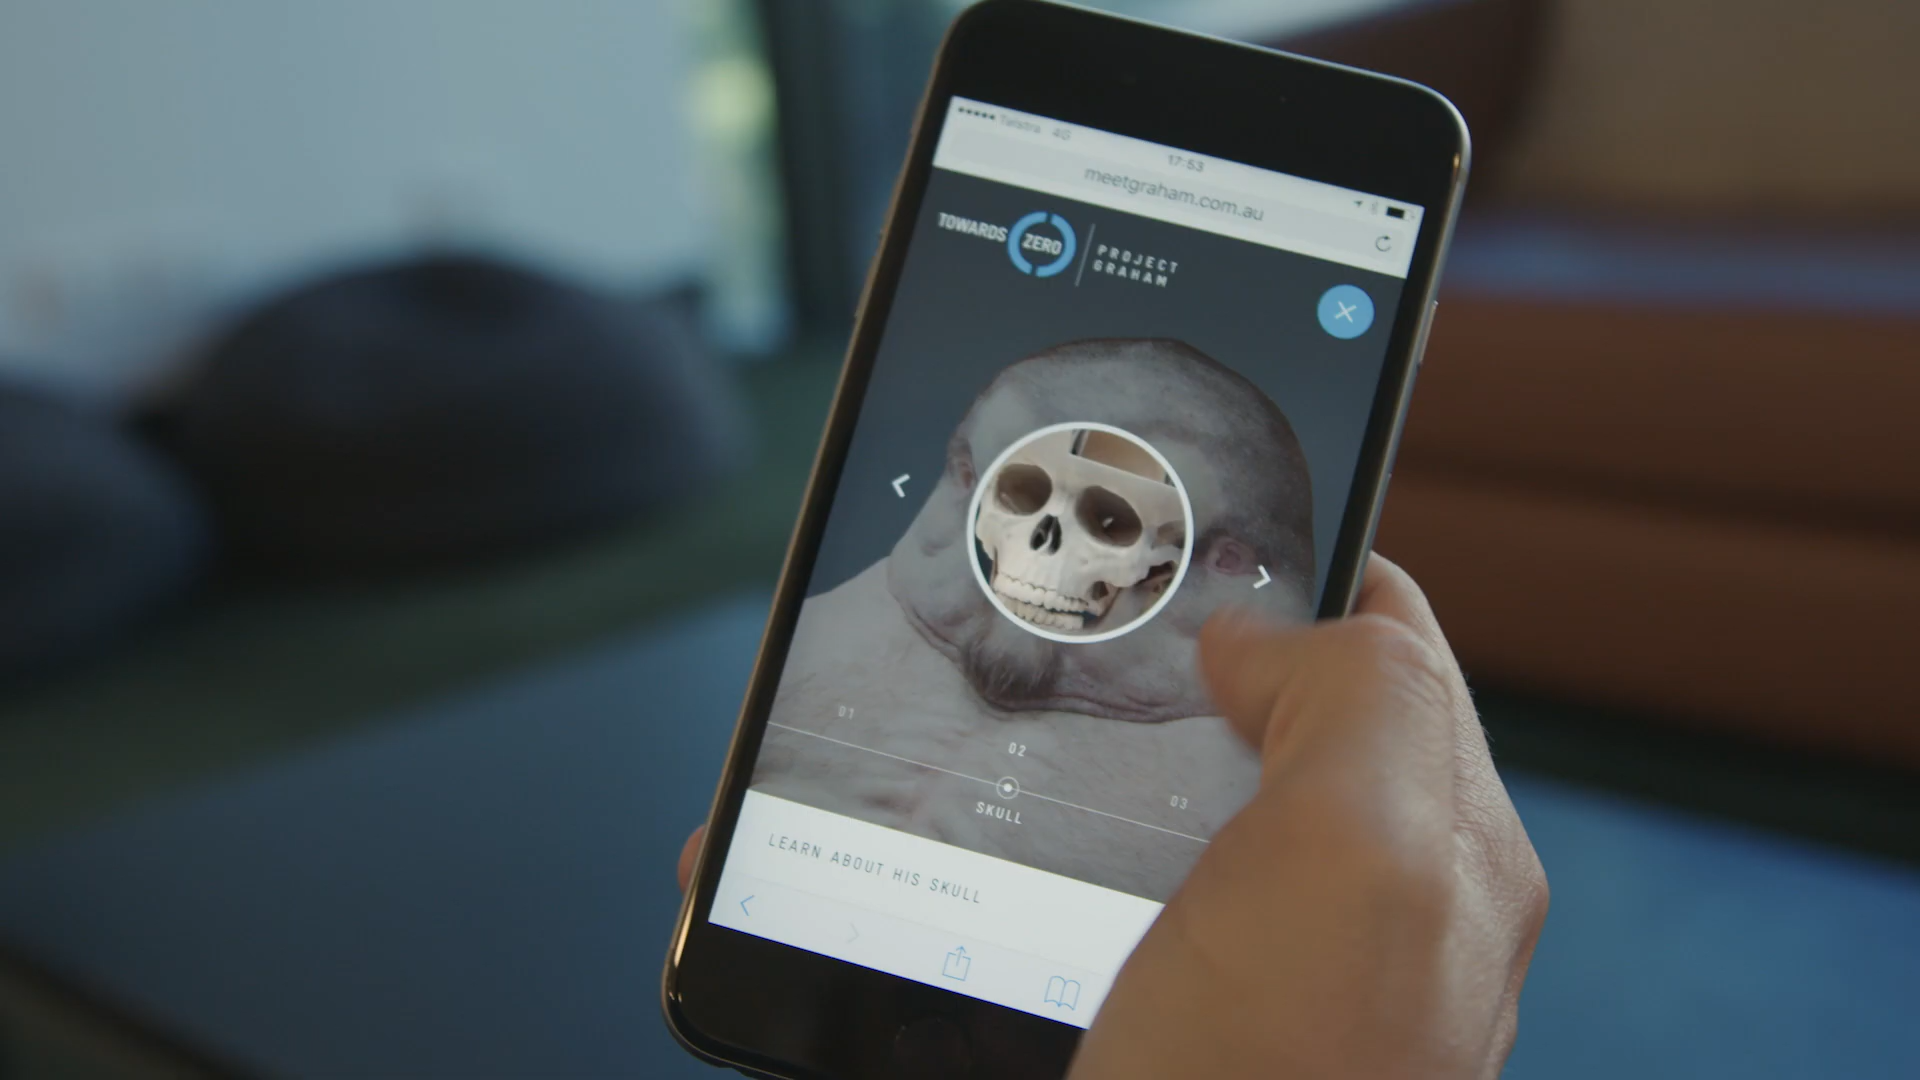 Telstra 4G
17:53
meetgraham.com.au
TOWARDS ZERO
PROJECT
GRAHAM
01
02
03
SKULL
LEARN ABOUT HIS SKULL